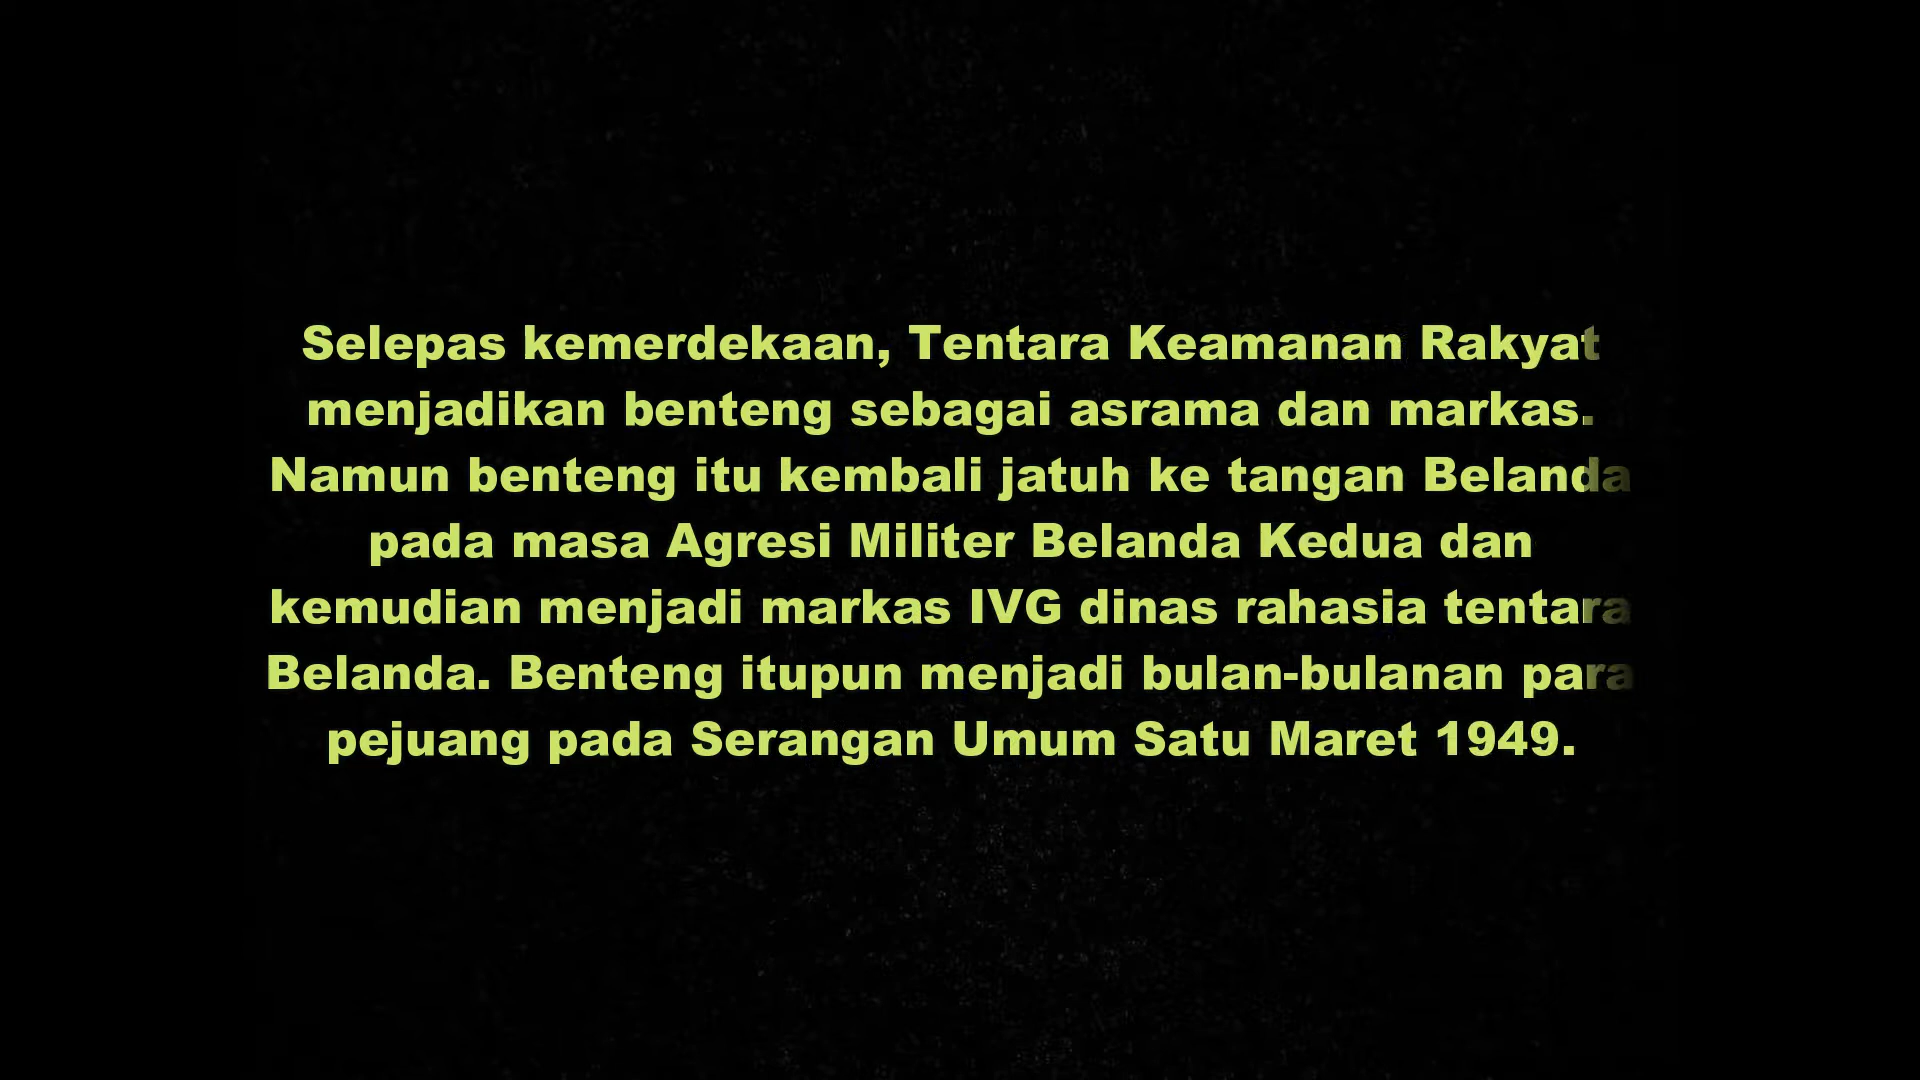 Selepas kemerdekaan, Tentara Keamanan Rakyat
menjadikan benteng sebagai asrama dan markas.
Namun benteng itu kembali jatuh ke tangan Belanda
pada masa Agresi Militer Belanda Kedua dan
kemudian menjadi markas IVG dinas rahasia tentara
Belanda. Benteng itupun menjadi bulan-bulanan para
pejuang pada Serangan Umum Satu Maret 1949.